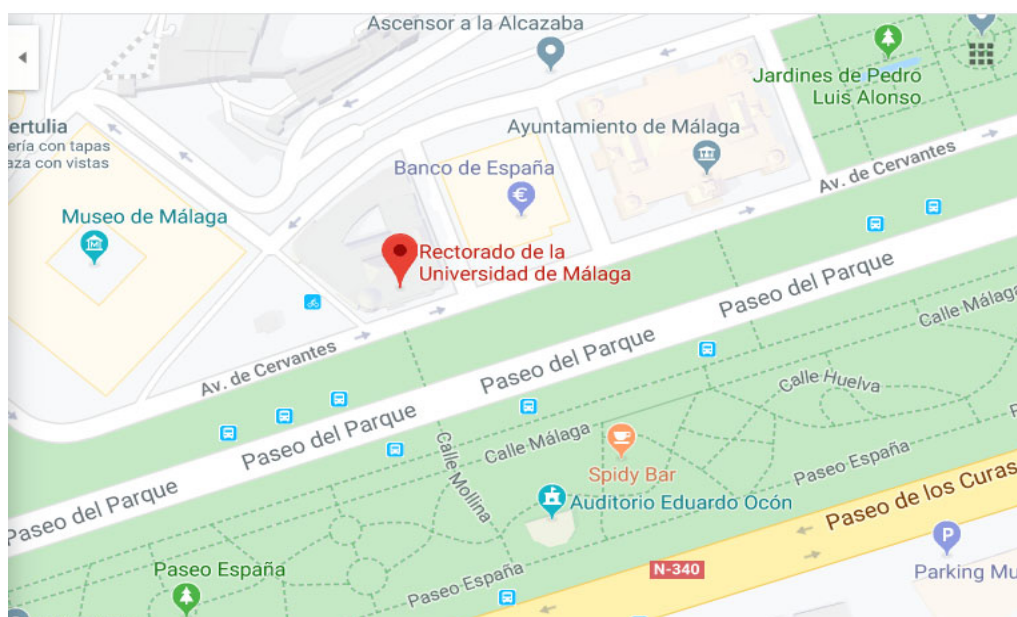 Ascensor a la Alcazaba
Jardines de Pedro
Luis Alonso
ertulia
ería con tapas
aza con vistas
Ayuntamiento de Málaga
Banco de España
€
Av. de Cervantes
Museo de Málaga
M
Rectorado de la
Universidad de Málaga
Paseo del Parque
Paseo del Parque
Calle Málaga
Av. de Cervantes
Paseo del Parque
Calle Huelva
Paseo del Parque
Calle Málaga
Calle Mollina
Spidy Bar
Paseo España
Paseo de los Curas
Paseo del Parque
Auditorio Eduardo Ocón
P
N-340
Parking Mu
Paseo España
Paseo España